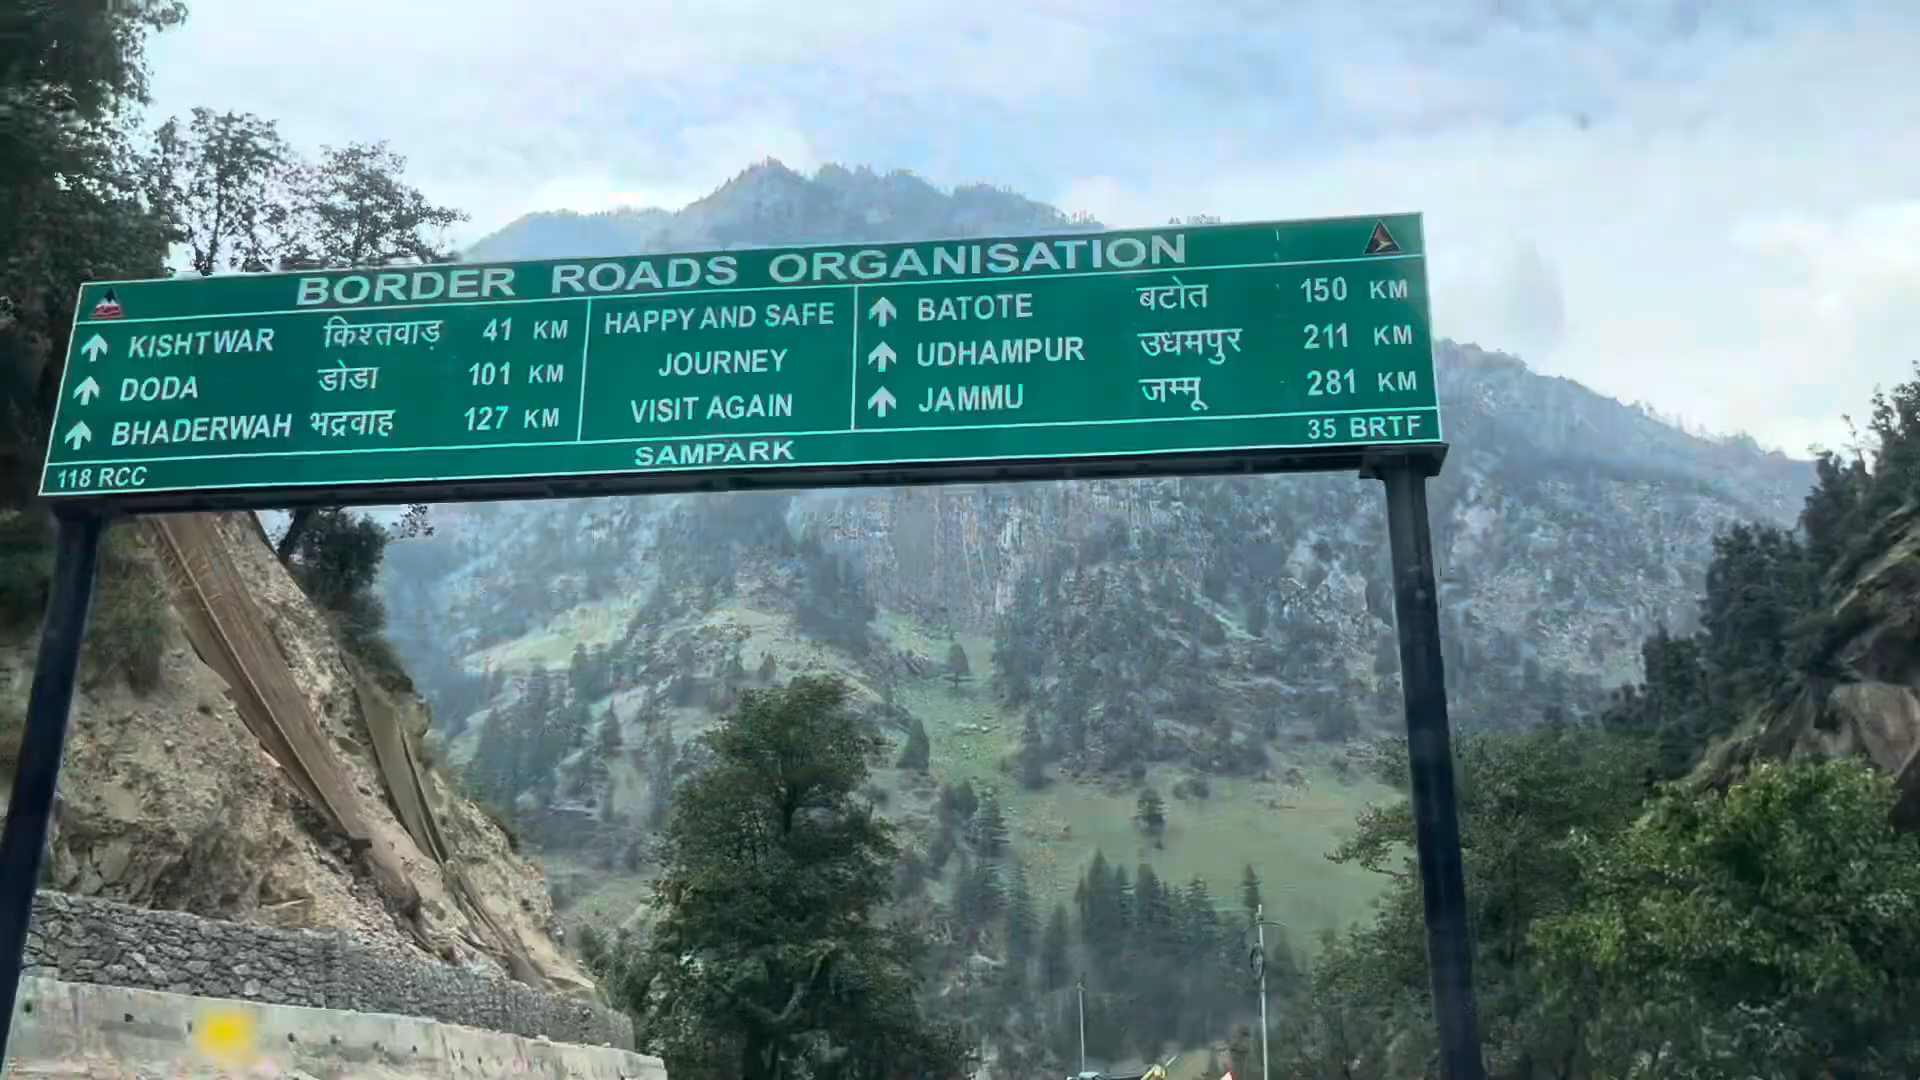 BORDER ROADS ORGANISATION
KISHTWAR किश्तवाड़ 41 KM
DODA डोडा 101 KM
BHADERWAH भद्रवाह 127 KM
HAPPY AND SAFE
JOURNEY
VISIT AGAIN
BATOTE बटोत 150 KM
UDHAMPUR उधमपुर 211 KM
JAMMU जम्मू 281 KM
118 RCC
SAMPARK
35 BRTF